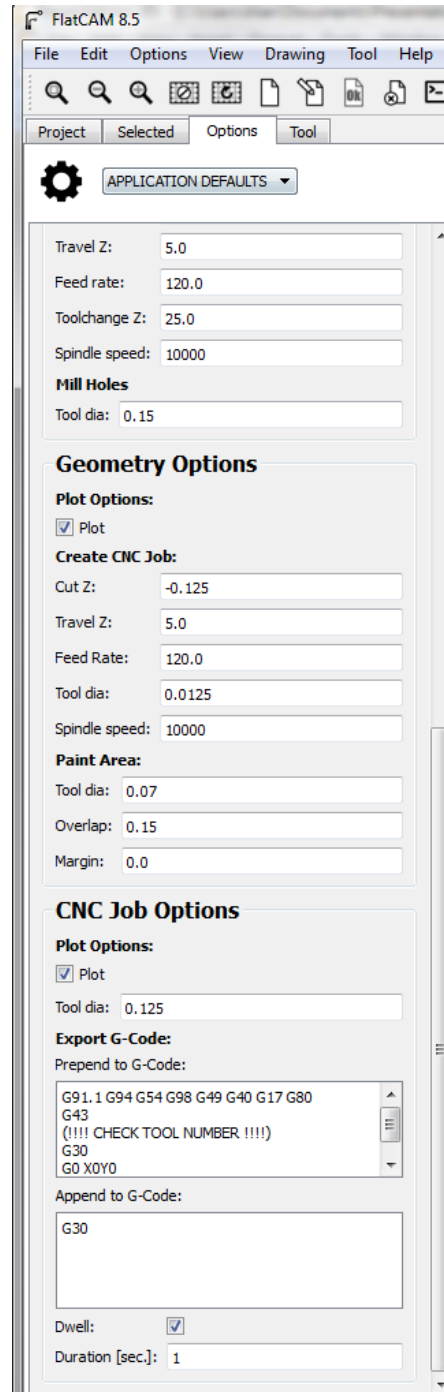 FlatCAM 8.5
File Edit Options View Drawing Tool Help
Ok
Project Selected Options Tool
APPLICATION DEFAULTS
Travel Z: 5.0
Feed rate: 120.0
Toolchange Z: 25.0
Spindle speed: 10000
Mill Holes
Tool dia: 0.15
Geometry Options
Plot Options:
Plot
Create CNC Job:
Cut Z: -0.125
Travel Z: 5.0
Feed Rate: 120.0
Tool dia: 0.0125
Spindle speed: 10000
Paint Area:
Tool dia: 0.07
Overlap: 0.15
Margin: 0.0
CNC Job Options
Plot Options:
Plot
Tool dia: 0.125
Export G-Code:
Prepend to G-Code:
G91.1 G94 G54 G98 G49 G40 G17 G80
G43
(!!!! CHECK TOOL NUMBER !!!!)
G30
G0 X0Y0
Append to G-Code:
G30
Dwell:
Duration [sec.]: 1